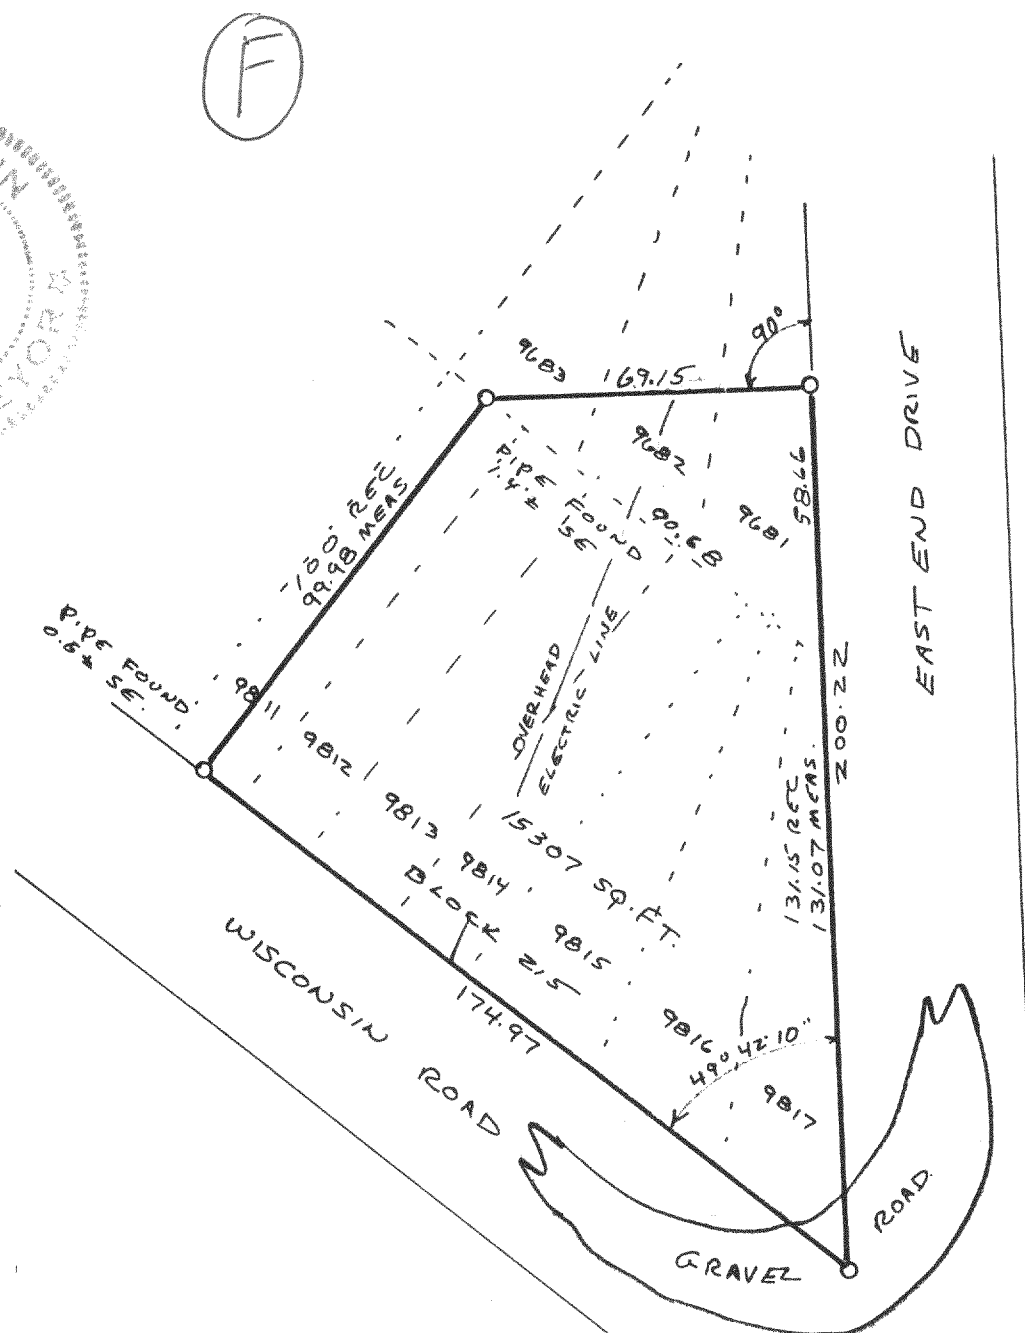 F
N
YOR
90°
9683
169.15
9682
PIPE FOUND
1.4'± SE
90.68
9681
58.66
EAST END DRIVE
100' REC
99.98 MEAS
PIPE FOUND
0.6± SE.
9811
9812
9813
9814
9815
9816
9817
OVERHEAD
ELECTRIC LINE
15307 SQ. FT.
BLOCK 215
200.22
131.15 REC
131.07 MEAS.
174.97
49° 42' 10"
WISCONSIN ROAD
GRAVEL ROAD